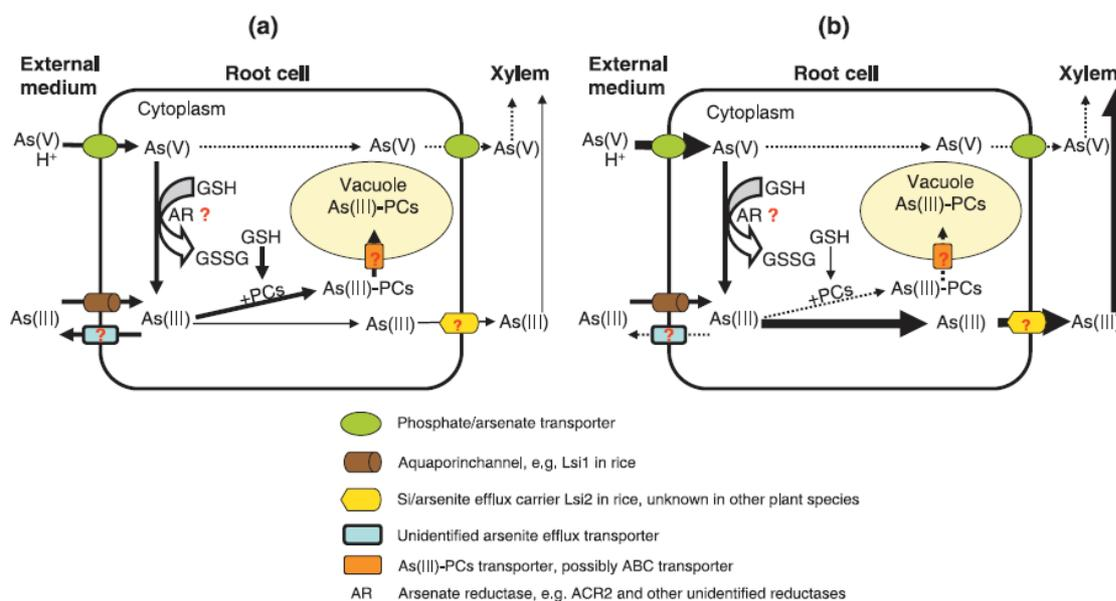 (a)
External
medium
Root cell
Xylem
Cytoplasm
As(V)
H+
As(V)
As(V)
As(V)
GSH
AR ?
GSSG
GSH
+PCs
Vacuole
As(III)-PCs
?
As(III)-PCs
As(III)
?
As(III)
As(III)
?
As(III)
(b)
External
medium
Root cell
Xylem
Cytoplasm
As(V)
H+
As(V)
As(V)
As(V)
GSH
AR ?
GSSG
GSH
+PCs
Vacuole
As(III)-PCs
?
As(III)-PCs
As(III)
?
As(III)
As(III)
?
As(III)
Phosphate/arsenate transporter
Aquaporinchannel, e.g. Lsi1 in rice
Si/arsenite efflux carrier Lsi2 in rice, unknown in other plant species
Unidentified arsenite efflux transporter
As(III)-PCs transporter, possibly ABC transporter
AR Arsenate reductase, e.g. ACR2 and other unidentified reductases